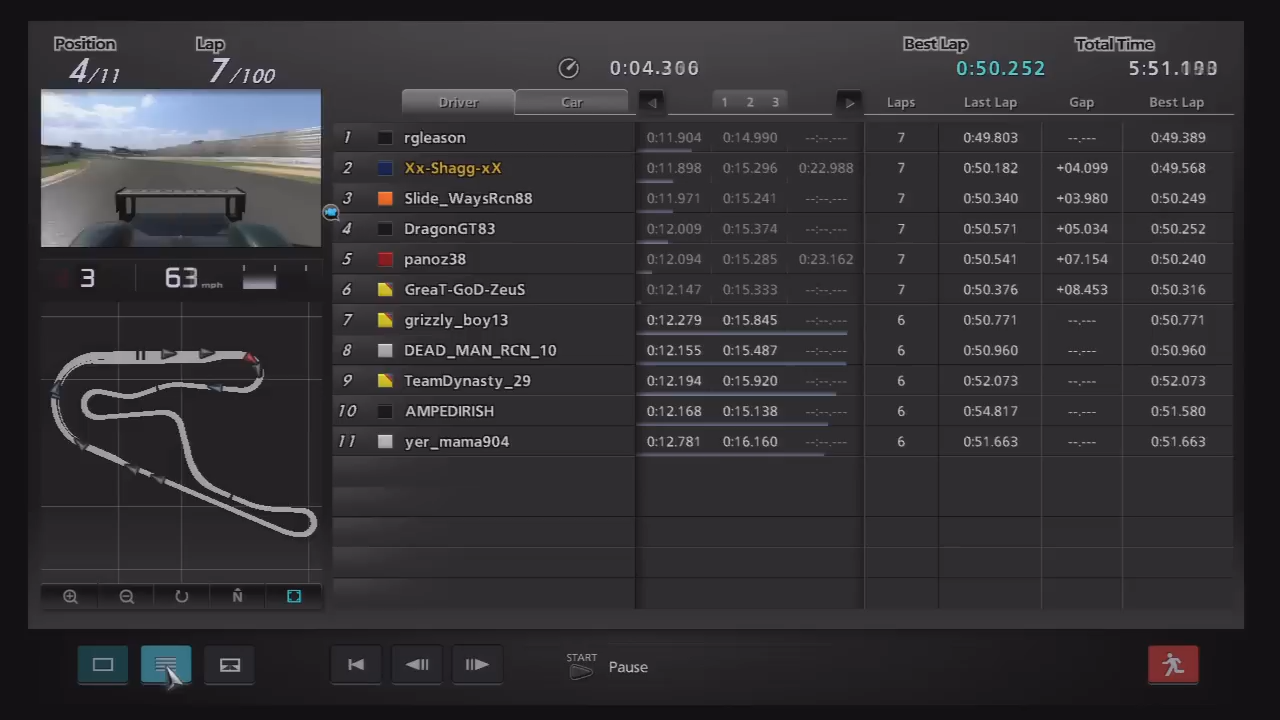 Position Lap Best Lap Total Time
4/11 7/100 0:04.3 0:50.252 5:51.
Driver Car 1 2 3 Laps Last Lap Gap Best Lap
1 rgleason 0:11.904 0:14.990 --:--.--- 7 0:49.803 --.--- 0:49.389
2 Xx-Shagg-xX 0:11.898 0:15.296 0:22.988 7 0:50.182 +04.099 0:49.568
3 Slide_WaysRcn88 0:11.971 0:15.241 --:--.--- 7 0:50.340 +03.980 0:50.249
4 DragonGT83 0:12.009 0:15.374 --:--.--- 7 0:50.571 +05.034 0:50.252
5 panoz38 0:12.094 0:15.285 0:23.162 7 0:50.541 +07.154 0:50.240
6 GreaT-GoD-ZeuS 0:12.147 0:15.333 --:--.--- 7 0:50.376 +08.453 0:50.316
7 grizzly_boy13 0:12.279 0:15.845 --:--.--- 6 0:50.771 --.--- 0:50.771
8 DEAD_MAN_RCN_10 0:12.155 0:15.487 --:--.--- 6 0:50.960 --.--- 0:50.960
9 TeamDynasty_29 0:12.194 0:15.920 --:--.--- 6 0:52.073 --.--- 0:52.073
10 AMPEDIRISH 0:12.168 0:15.138 --:--.--- 6 0:54.817 --.--- 0:51.580
11 yer_mama904 0:12.781 0:16.160 --:--.--- 6 0:51.663 --.--- 0:51.663
3 63 mph
N
START Pause